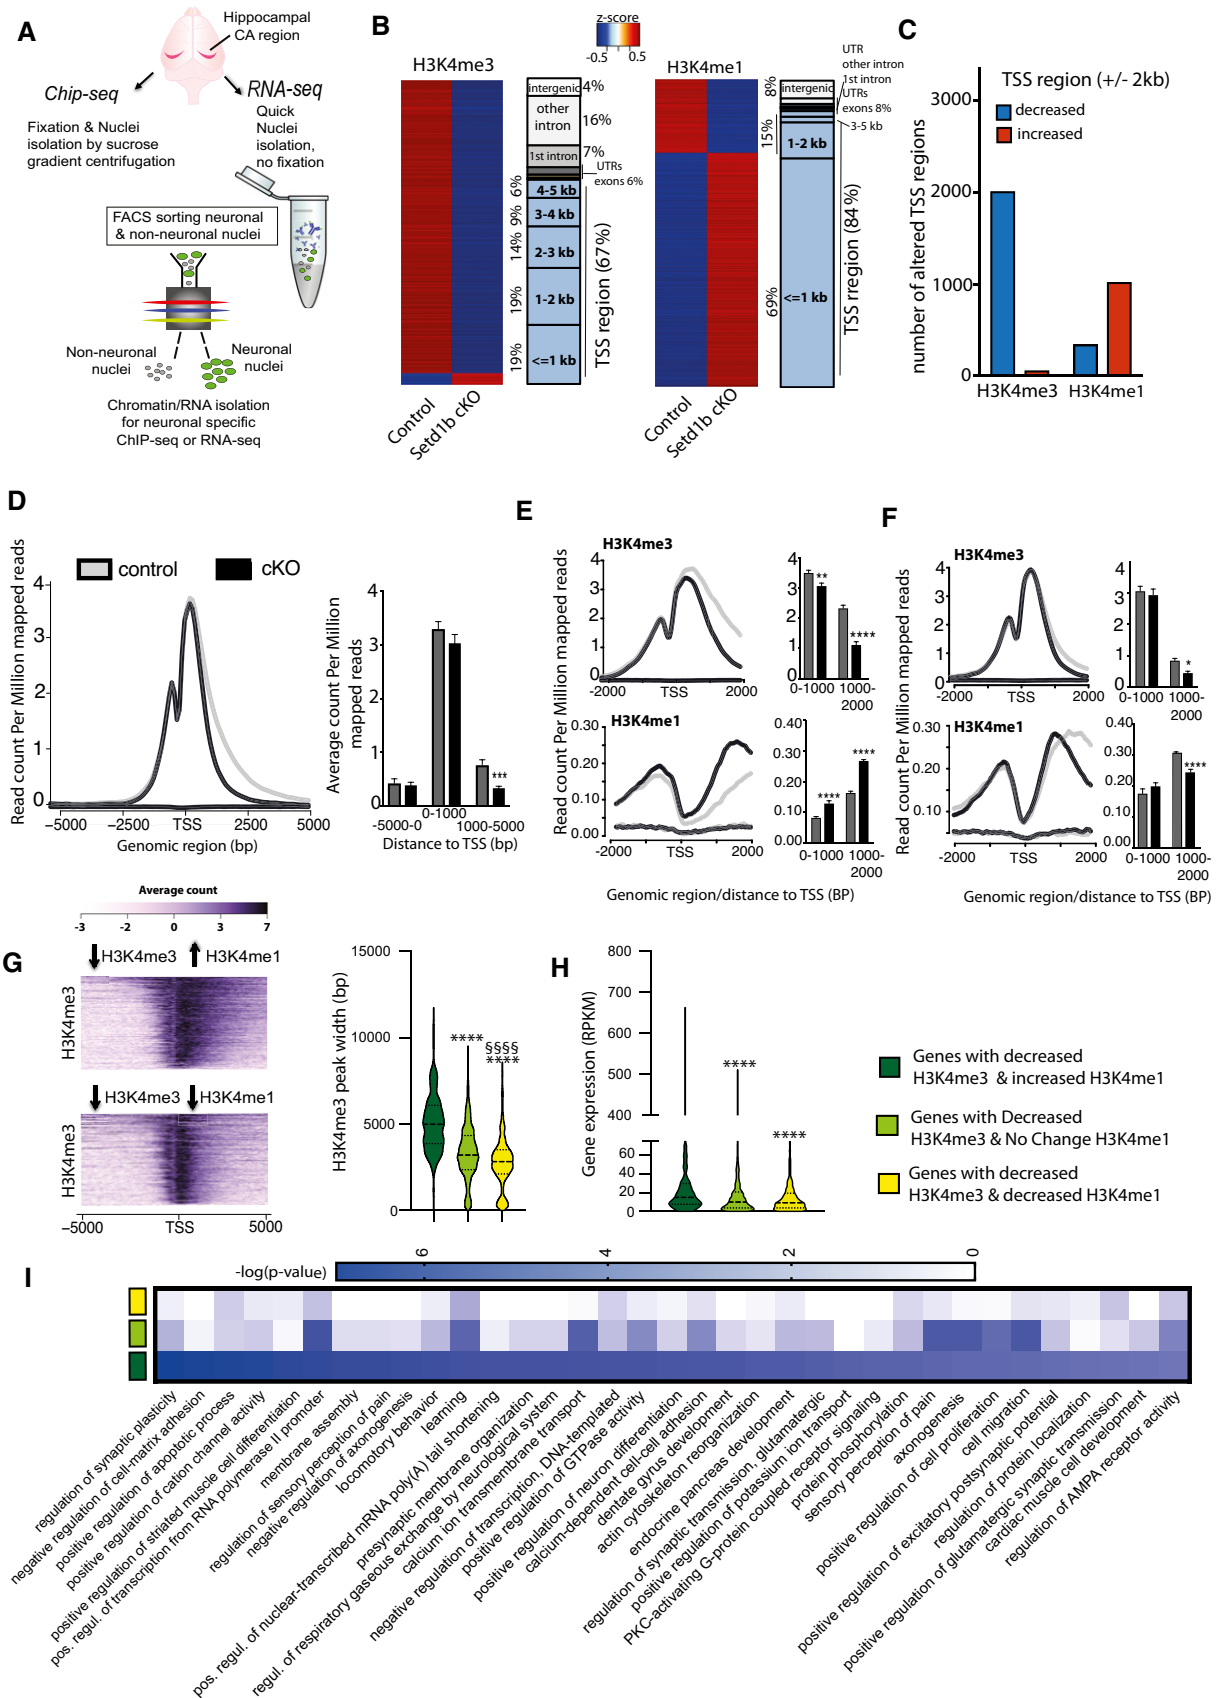 A
Hippocampal
CA region
Chip-seq
RNA-seq
Fixation & Nuclei
isolation by sucrose
gradient centrifugation
Quick
Nuclei
isolation,
no fixation
FACS sorting neuronal
& non-neuronal nuclei
Non-neuronal
nuclei
Neuronal
nuclei
Chromatin/RNA isolation
for neuronal specific
ChIP-seq or RNA-seq
B
z-score
-0.5 0.5
H3K4me3
intergenic 4%
other
intron
16%
1st intron 7%
UTRs
exons 6%
6% 4-5 kb
9% 3-4 kb
14% 2-3 kb
19% 1-2 kb
19% <=1 kb
TSS region (67%)
Control
Setd1b cKO
H3K4me1
8% intergenic
UTR
other intron
1st intron
UTRs
exons 8%
3-5 kb
15% 1-2 kb
69% <=1 kb
TSS region (84 %)
Control
Setd1b cKO
C
TSS region (+/- 2kb)
decreased
increased
number of altered TSS regions
3000
2000
1000
0
H3K4me3 H3K4me1
D
control cKO
Read count Per Million mapped reads
4
3
2
1
0
−5000 −2500 TSS 2500 5000
Genomic region (bp)
Average count Per Million
mapped reads
4
3
2
1
0
***
-5000-0
0-1000
1000-5000
Distance to TSS (bp)
E
H3K4me3
Read count Per Million mapped reads
4
3
2
1
0
-2000 TSS 2000
4
3
2
1
0
**
****
0-1000 1000-
2000
H3K4me1
0.30
0.20
0.10
0.00
-2000 TSS 2000
0.40
0.30
0.20
0.10
0.00
****
****
0-1000 1000-
2000
Genomic region/distance to TSS (BP)
F
H3K4me3
Read count Per Million mapped reads
4
3
2
1
0
-2000 TSS 2000
4
3
2
1
0
*
0-1000 1000-
2000
H3K4me1
0.30
0.20
0.10
-2000 TSS 2000
0.40
0.30
0.20
0.10
0.00
****
0-1000 1000-
2000
Genomic region/distance to TSS (BP)
Average count
-3 -2 0 3 7
G
H3K4me3 H3K4me1
H3K4me3
H3K4me3 H3K4me1
H3K4me3
−5000 TSS 5000
H3K4me3 peak width (bp)
15000
10000
5000
0
****
§§§§
****
H
Gene expression (RPKM)
800
700
600
500
400
60
40
20
0
****
****
Genes with decreased
H3K4me3 & increased H3K4me1
Genes with Decreased
H3K4me3 & No Change H3K4me1
Genes with decreased
H3K4me3 & decreased H3K4me1
I
-log(p-value)
6 4 2 0
regulation of synaptic plasticity
negative regulation of cell-matrix adhesion
positive regulation of apoptotic process
positive regulation of cation channel activity
positive regulation of striated muscle cell differentiation
pos. regul. of transcription from RNA polymerase II promoter
membrane assembly
regulation of sensory perception of pain
negative regulation of axonogenesis
locomotory behavior
learning
pos. regul. of nuclear-transcribed mRNA poly(A) tail shortening
presynaptic membrane organization
regul. of respiratory gaseous exchange by neurological system
calcium ion transmembrane transport
negative regulation of transcription, DNA-templated
positive regulation of GTPase activity
positive regulation of neuron differentiation
calcium-dependent cell-cell adhesion
dentate gyrus development
actin cytoskeleton reorganization
endocrine pancreas development
regulation of synaptic transmission, glutamatergic
positive regulation of potassium ion transport
PKC-activating G-protein coupled receptor signaling
protein phosphorylation
sensory perception of pain
axonogenesis
positive regulation of cell proliferation
cell migration
positive regulation of excitatory postsynaptic potential
regulation of protein localization
positive regulation of glutamatergic synaptic transmission
cardiac muscle cell development
regulation of AMPA receptor activity